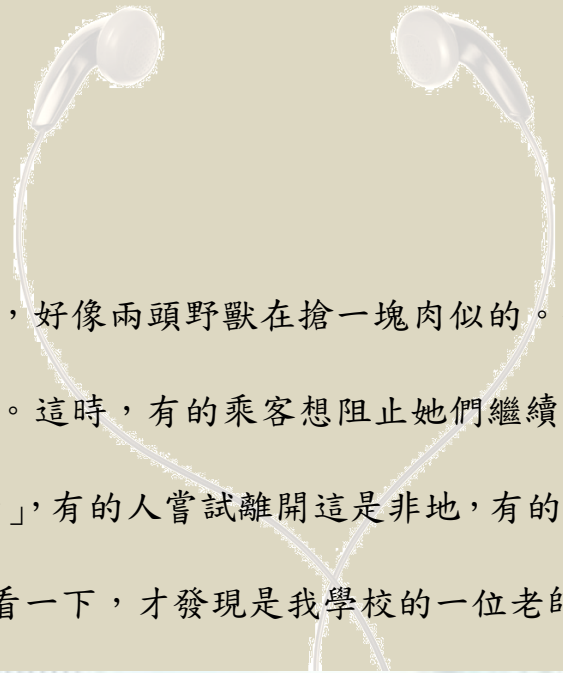 ，好像兩頭野獸在搶一塊肉似的。
。這時，有的乘客想阻止她們繼續
」，有的人嘗試離開這是非地，有的
看一下，才發現是我學校的一位老師